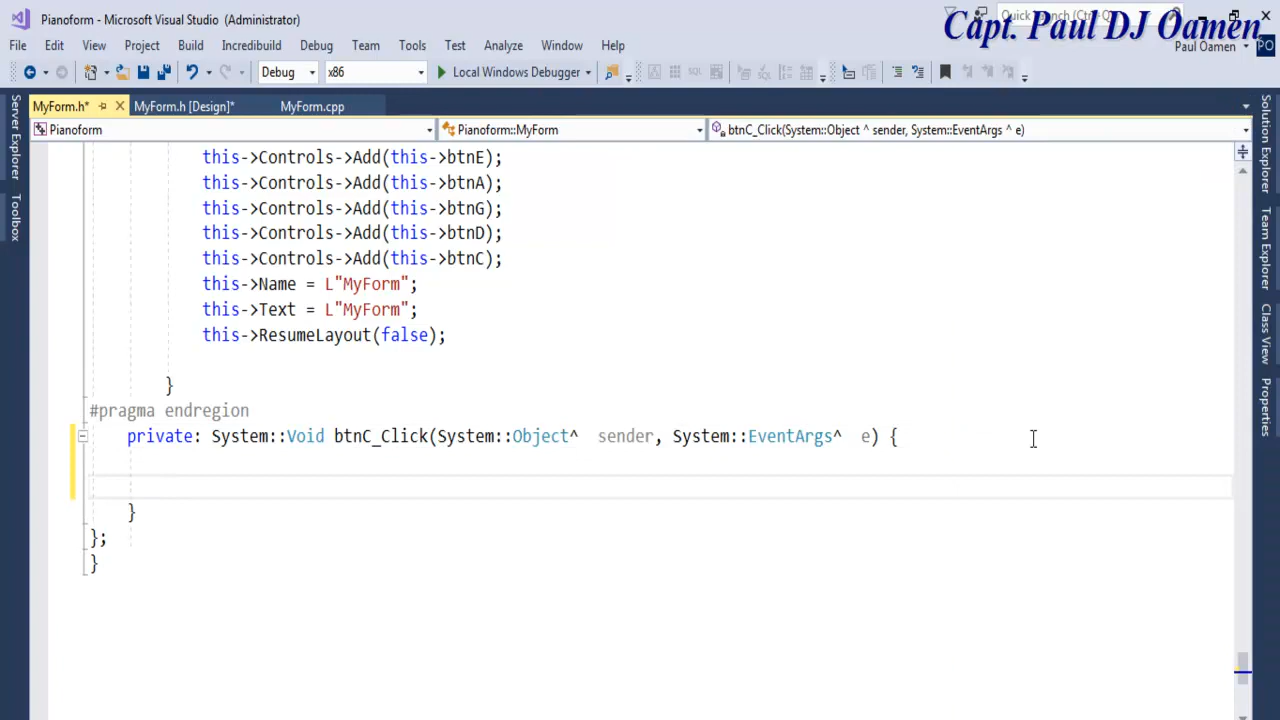 Pianoform - Microsoft Visual Studio (Administrator)
Quick Launch (Ctrl+Q)
Capt. Paul DJ Oamen
File Edit View Project Build Incredibuild Debug Team Tools Test Analyze Window Help
Paul Oamen PO
Debug x86 Local Windows Debugger
MyForm.h* MyForm.h [Design]* MyForm.cpp
Pianoform Pianoform::MyForm btnC_Click(System::Object ^ sender, System::EventArgs ^ e)
Server Explorer
Toolbox
this->Controls->Add(this->btnE);
this->Controls->Add(this->btnA);
this->Controls->Add(this->btnG);
this->Controls->Add(this->btnD);
this->Controls->Add(this->btnC);
this->Name = L"MyForm";
this->Text = L"MyForm";
this->ResumeLayout(false);
}
#pragma endregion
private: System::Void btnC_Click(System::Object^  sender, System::EventArgs^  e) {
}
};
}
Solution Explorer
Team Explorer
Class View
Properties